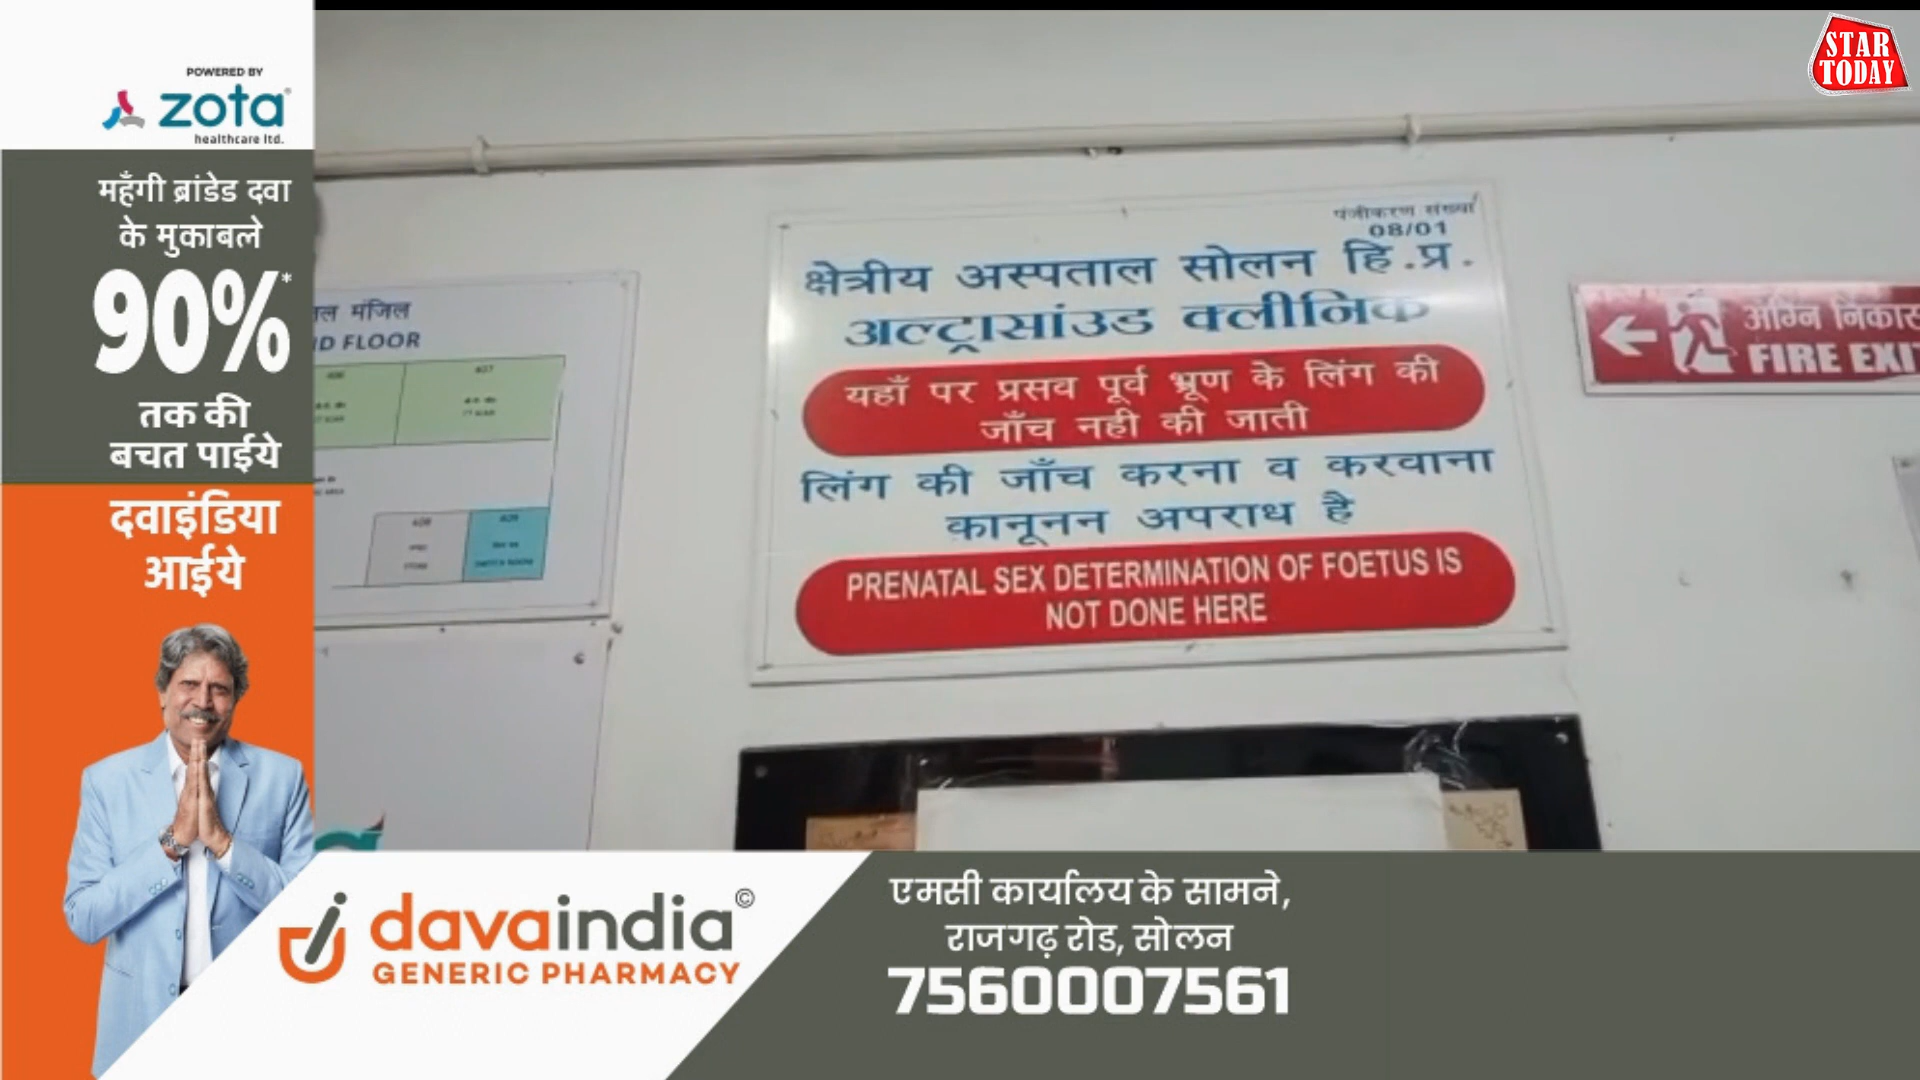 POWERED BY
zota
healthcare ltd.
महँगी ब्रांडेड दवा
के मुकाबले
90%*
तक की
बचत पाईये
दवाइंडिया
आईये
STAR
TODAY
मंजिल
FLOOR
पंजीकरण संख्या
08/01
क्षेत्रीय अस्पताल सोलन हि.प्र.
अल्ट्रासांउड क्लीनिक
यहाँ पर प्रसव पूर्व भ्रूण के लिंग की
जाँच नही की जाती
लिंग की जाँच करना व करवाना
कानूनन अपराध है
PRENATAL SEX DETERMINATION OF FOETUS IS
NOT DONE HERE
अग्नि निकास
FIRE EXIT
davaindia©
GENERIC PHARMACY
एमसी कार्यालय के सामने,
राजगढ़ रोड, सोलन
7560007561